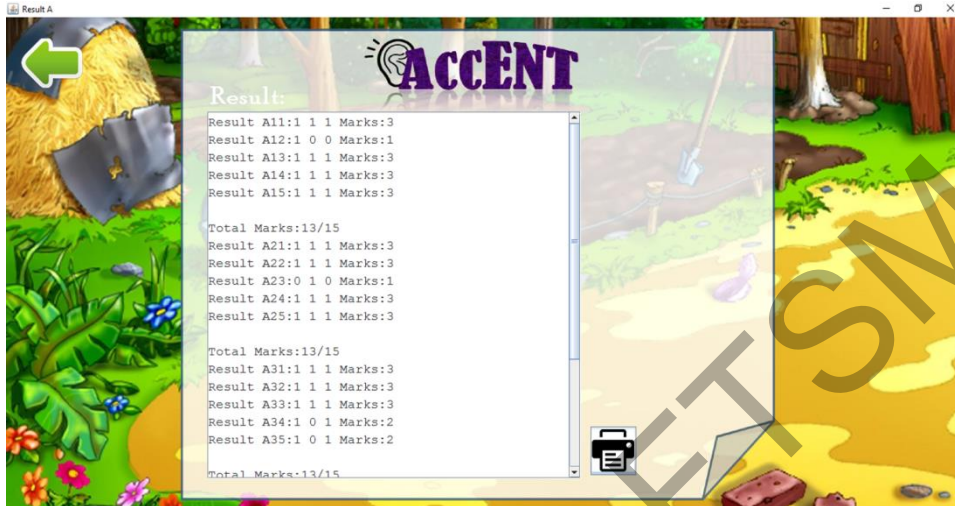 Result A
AccENT
Result:
Result A11:1 1 1 Marks:3
Result A12:1 0 0 Marks:1
Result A13:1 1 1 Marks:3
Result A14:1 1 1 Marks:3
Result A15:1 1 1 Marks:3
Total Marks:13/15
Result A21:1 1 1 Marks:3
Result A22:1 1 1 Marks:3
Result A23:0 1 0 Marks:1
Result A24:1 1 1 Marks:3
Result A25:1 1 1 Marks:3
Total Marks:13/15
Result A31:1 1 1 Marks:3
Result A32:1 1 1 Marks:3
Result A33:1 1 1 Marks:3
Result A34:1 0 1 Marks:2
Result A35:1 0 1 Marks:2
Total Marks:13/15